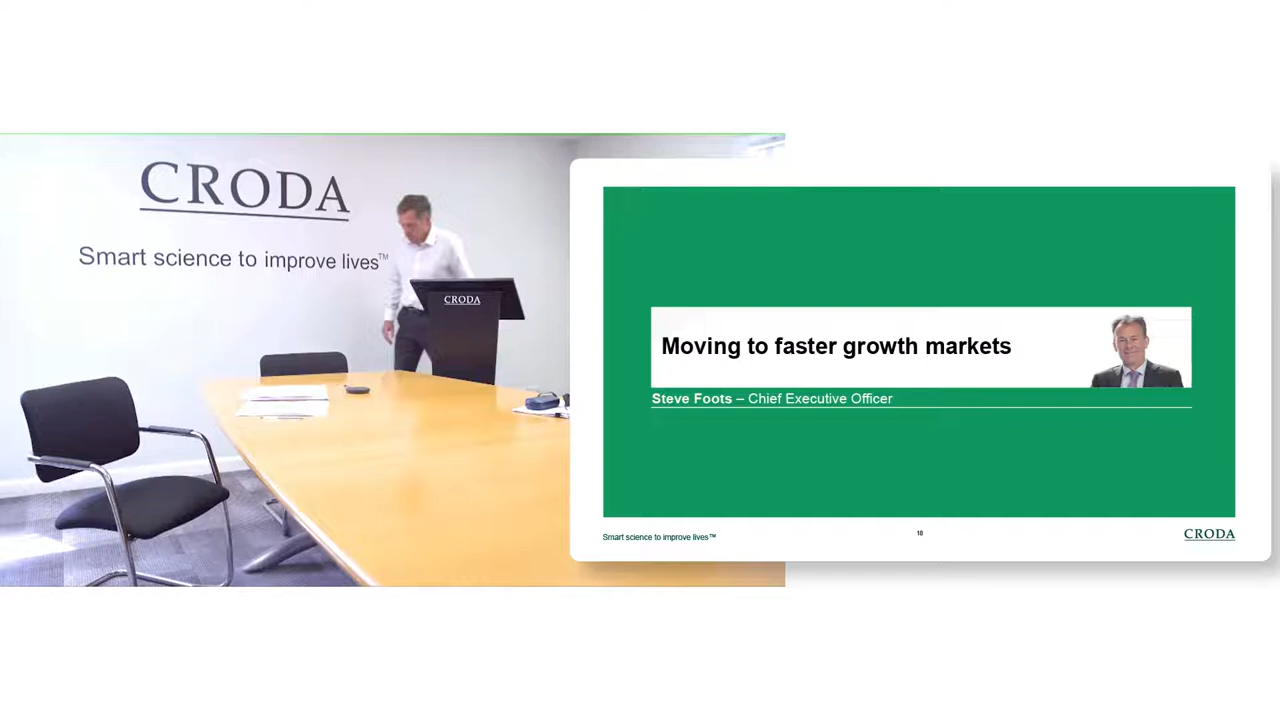 CRODA
Smart science to improve lives™
CRODA
Moving to faster growth markets
Steve Foots – Chief Executive Officer
Smart science to improve lives™
18
CRODA